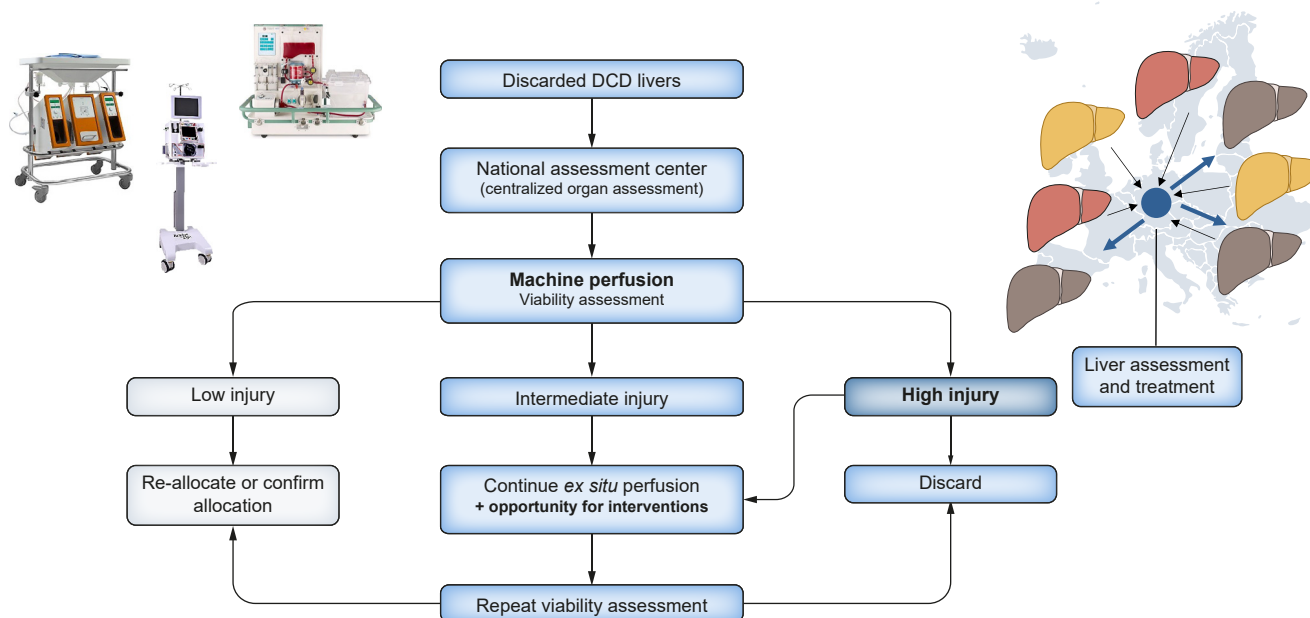 Discarded DCD livers
National assessment center
(centralized organ assessment)
Machine perfusion
Viability assessment
Low injury
Intermediate injury
High injury
Re-allocate or confirm
allocation
Continue ex situ perfusion
+ opportunity for interventions
Discard
Repeat viability assessment
Liver assessment
and treatment